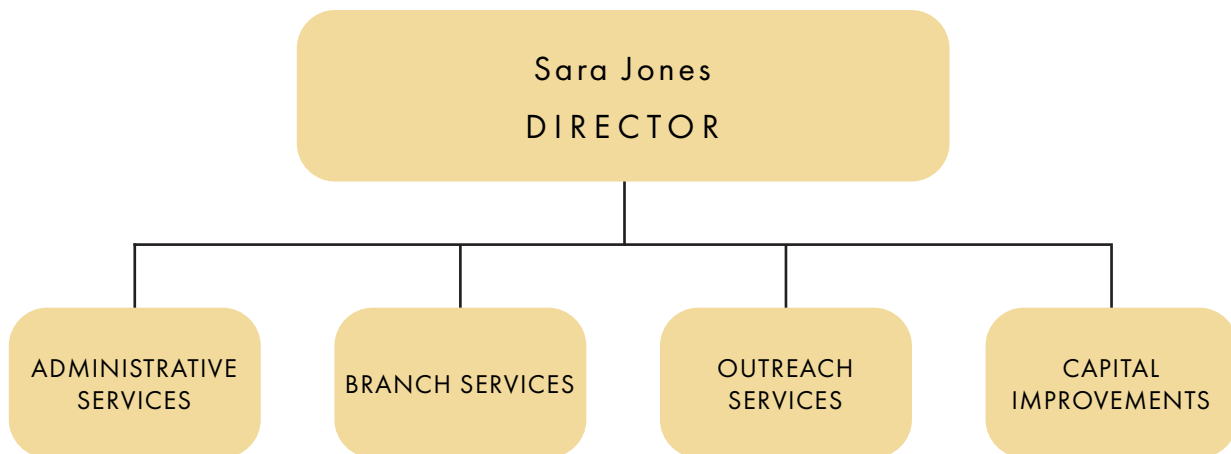 Sara Jones
DIRECTOR
ADMINISTRATIVE
SERVICES
BRANCH SERVICES
OUTREACH
SERVICES
CAPITAL
IMPROVEMENTS